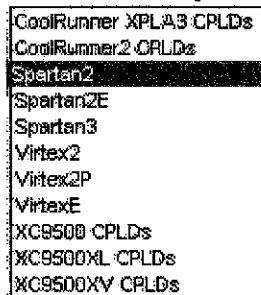 CoolRunner XPLA3 CPLDs
CoolRunner2 CPLDs
Spartan2
Spartan2E
Spartan3
Virtex2
Virtex2P
VirtexE
XC9500 CPLDs
XC9500XL CPLDs
XC9500XV CPLDs